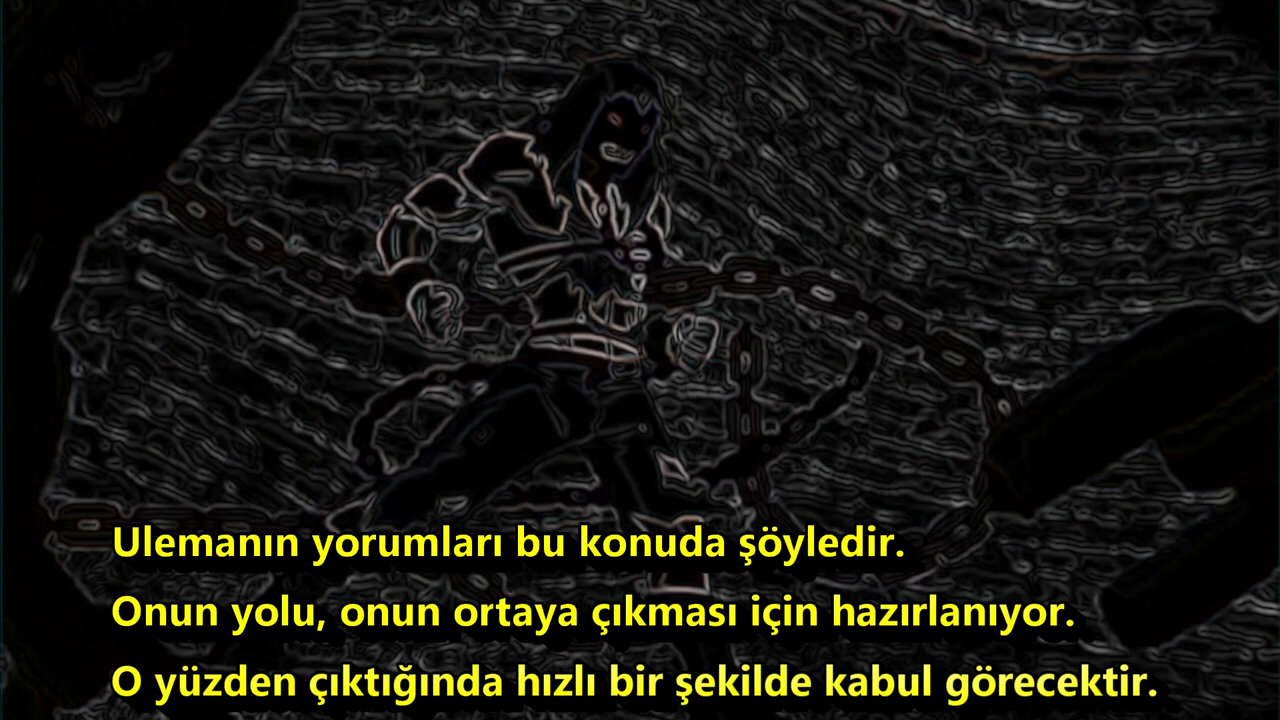 Ulemanın yorumları bu konuda şöyledir.
Onun yolu, onun ortaya çıkması için hazırlanıyor.
O yüzden çıktığında hızlı bir şekilde kabul görecektir.